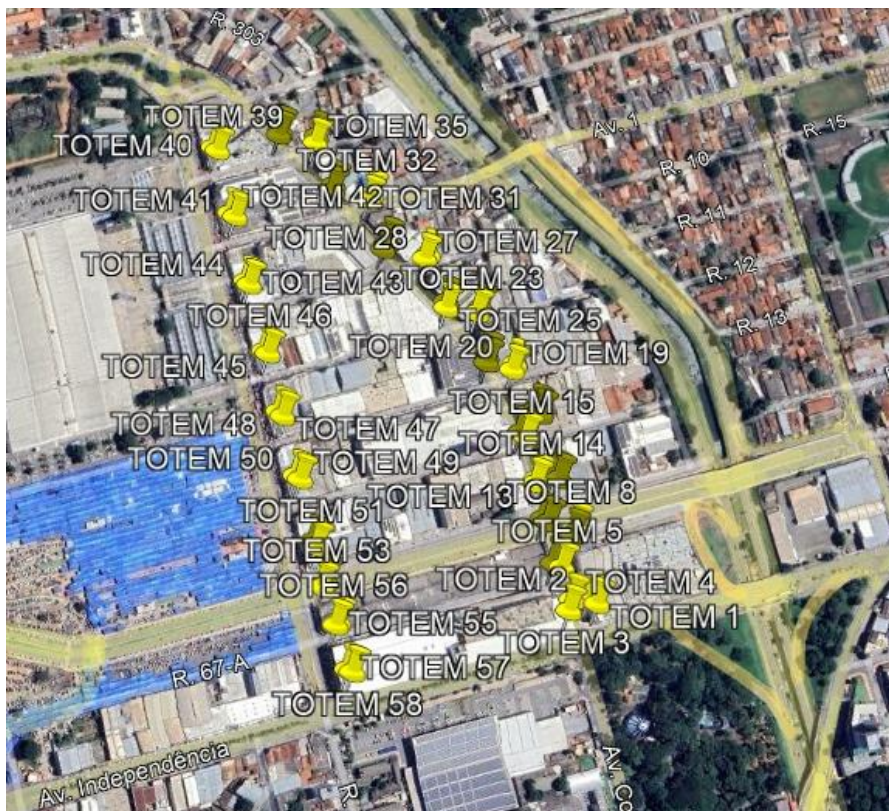 R. 303
TOTEM 39
TOTEM 35
TOTEM 40
Av. 1
R. 15
TOTEM 32
R. 10
TOTEM 41
TOTEM 42
TOTEM 31
R. 11
TOTEM 28
TOTEM 27
TOTEM 44
TOTEM 43
TOTEM 23
R. 12
TOTEM 46
TOTEM 25
R. 13
TOTEM 45
TOTEM 20
TOTEM 19
TOTEM 15
TOTEM 48
TOTEM 47
TOTEM 14
TOTEM 50
TOTEM 49
TOTEM 13
TOTEM 8
TOTEM 51
TOTEM 5
TOTEM 53
TOTEM 56
TOTEM 2
TOTEM 4
TOTEM 55
TOTEM 1
TOTEM 3
R. 67-A
TOTEM 57
TOTEM 58
Av. Independência
R.
Av. Co